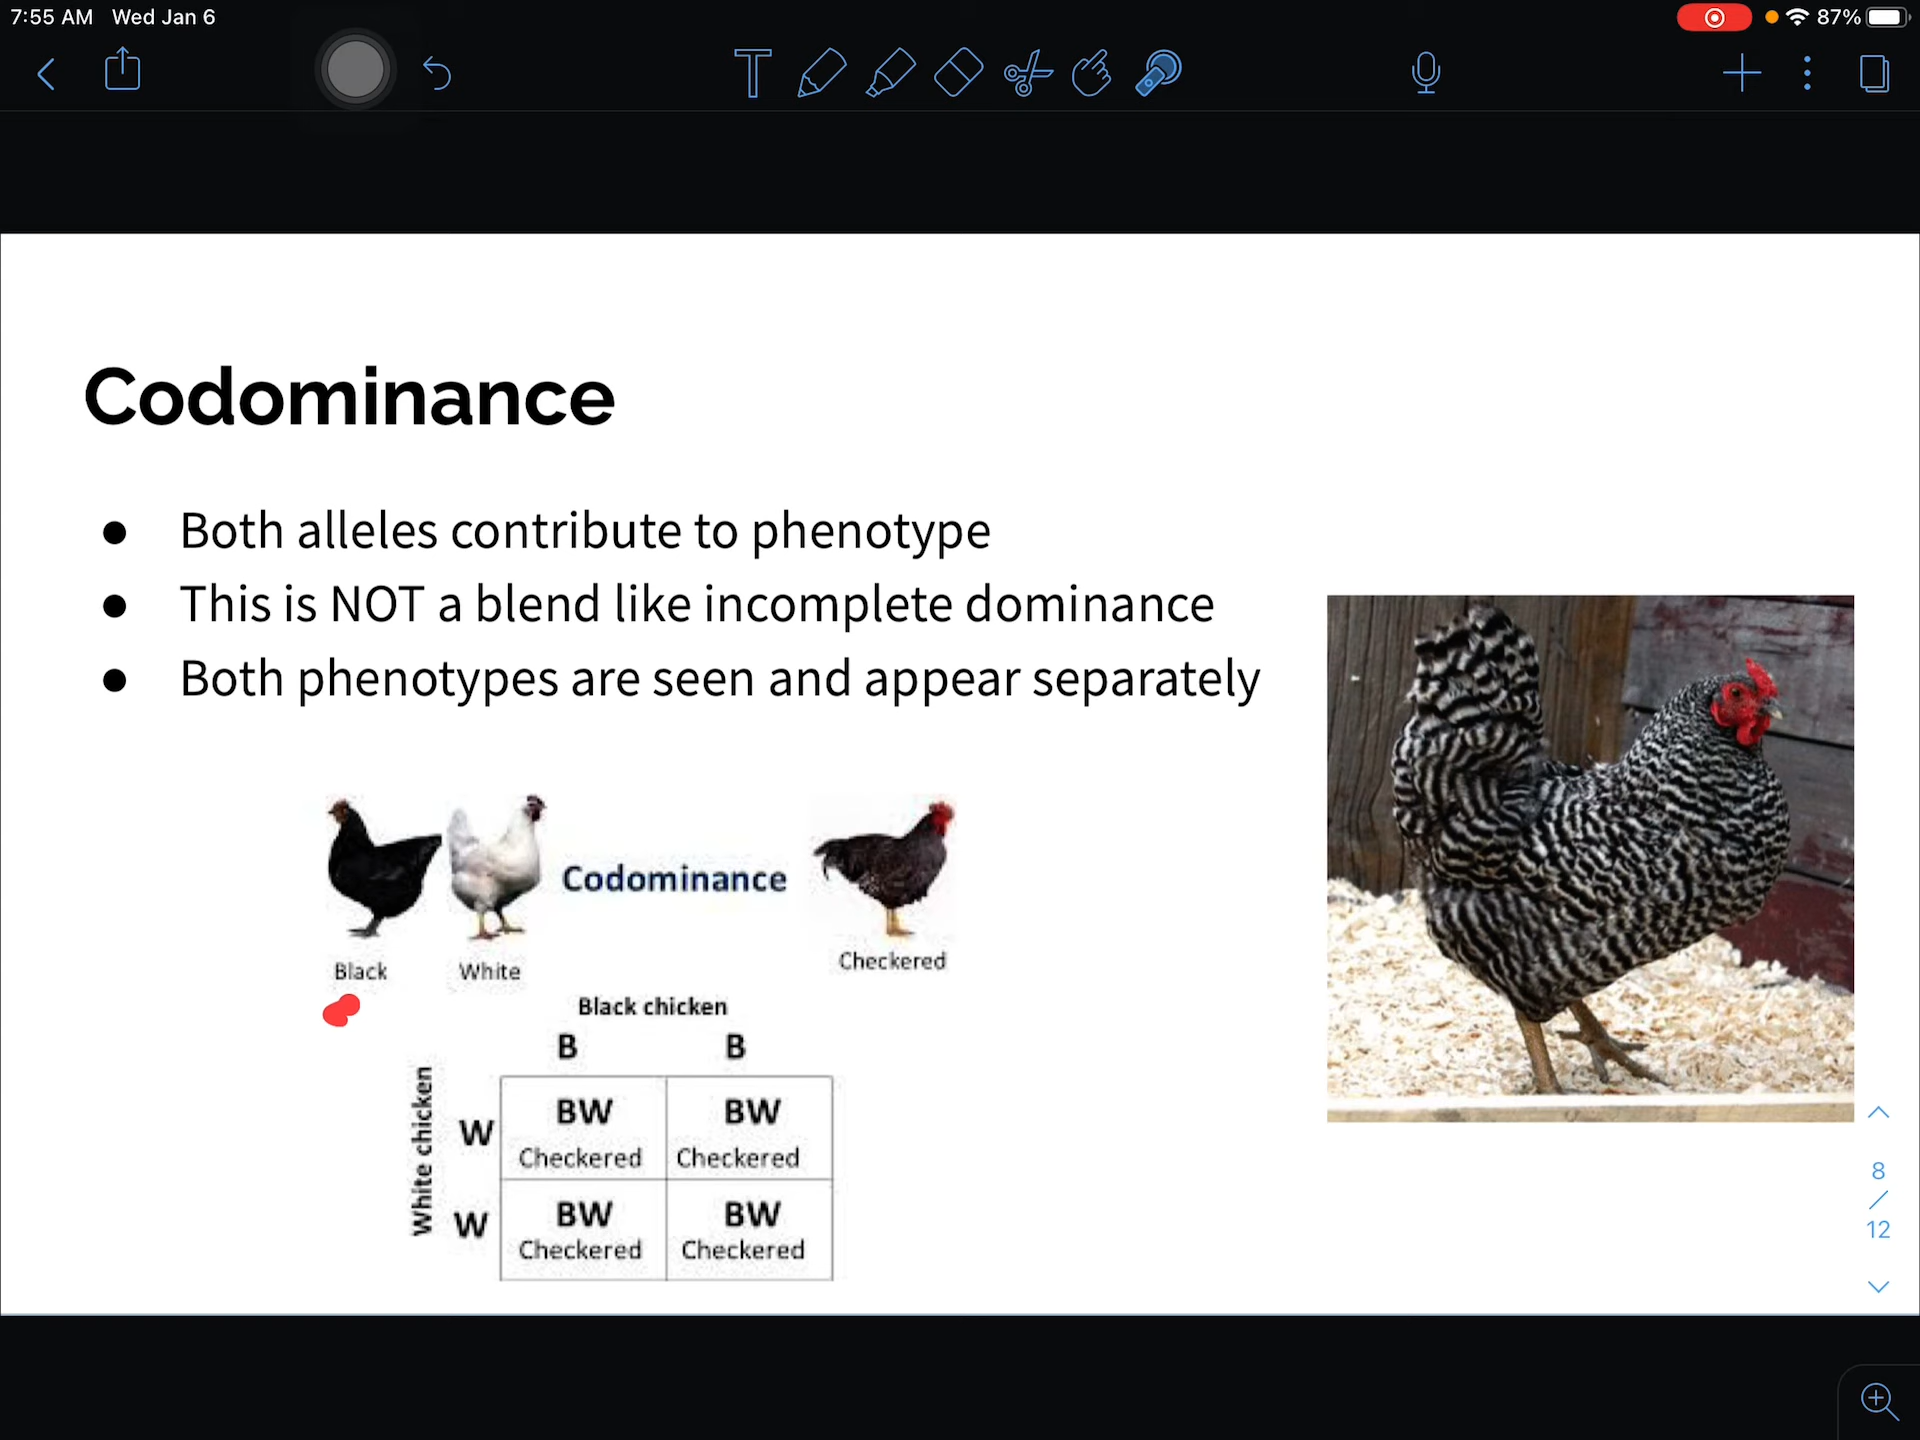 7:55 AM Wed Jan 6
87%
T
Codominance
● Both alleles contribute to phenotype
● This is NOT a blend like incomplete dominance
● Both phenotypes are seen and appear separately
Codominance
Black White Checkered
Black chicken
B B
White chicken
W BW BW
Checkered Checkered
W BW BW
Checkered Checkered
8
/
12